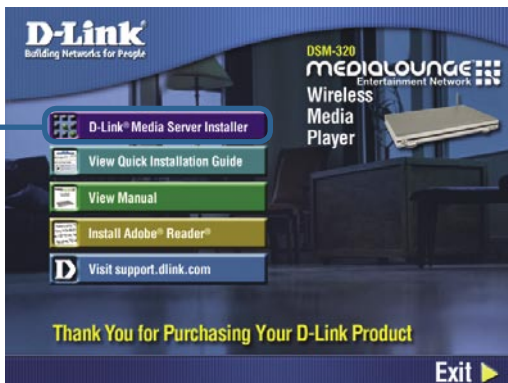 D-Link®
Building Networks for People
DSM-320
MEDIALOUNGE
Entertainment Network
Wireless
Media
Player
D-Link® Media Server Installer
View Quick Installation Guide
View Manual
Install Adobe® Reader®
D Visit support.dlink.com
Thank You for Purchasing Your D-Link Product
Exit